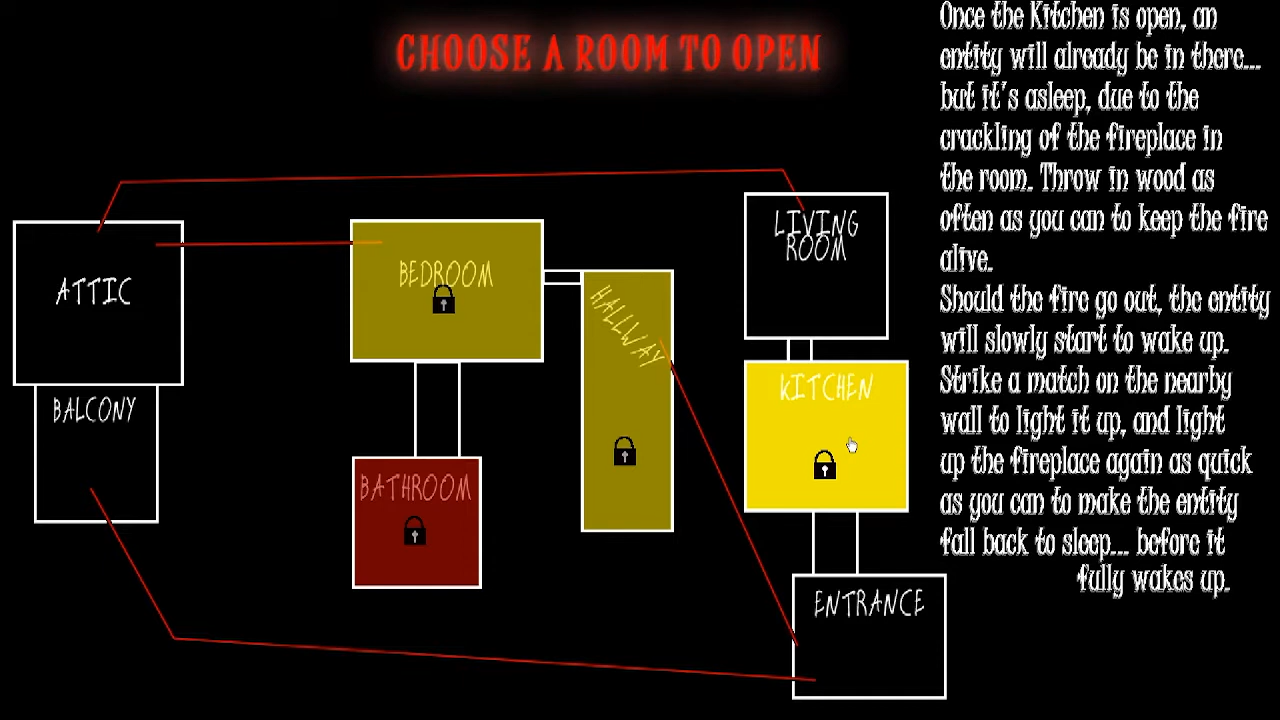 CHOOSE A ROOM TO OPEN
Once the Kitchen is open, an
entity will already be in there...
but it's asleep, due to the
crackling of the fireplace in
the room. Throw in wood as
often as you can to keep the fire
alive.
Should the fire go out, the entity
will slowly start to wake up.
Strike a match on the nearby
wall to light it up, and light
up the fireplace again as quick
as you can to make the entity
fall back to sleep... before it
fully wakes up.
ATTIC
BALCONY
BEDROOM
BATHROOM
HALLWAY
LIVING
ROOM
KITCHEN
ENTRANCE